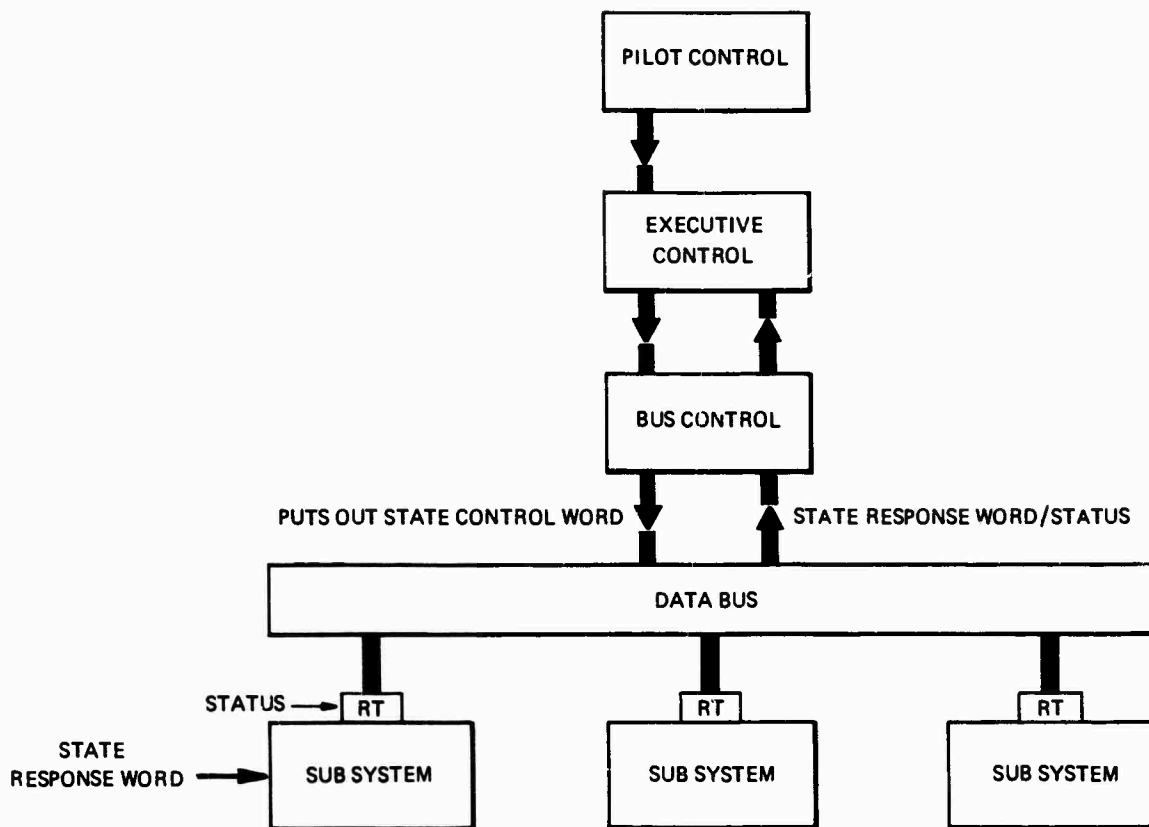 PILOT CONTROL
EXECUTIVE
CONTROL
BUS CONTROL
PUTS OUT STATE CONTROL WORD
STATE RESPONSE WORD/STATUS
DATA BUS
STATUS
RT
RT
RT
STATE
RESPONSE WORD
SUB SYSTEM
SUB SYSTEM
SUB SYSTEM